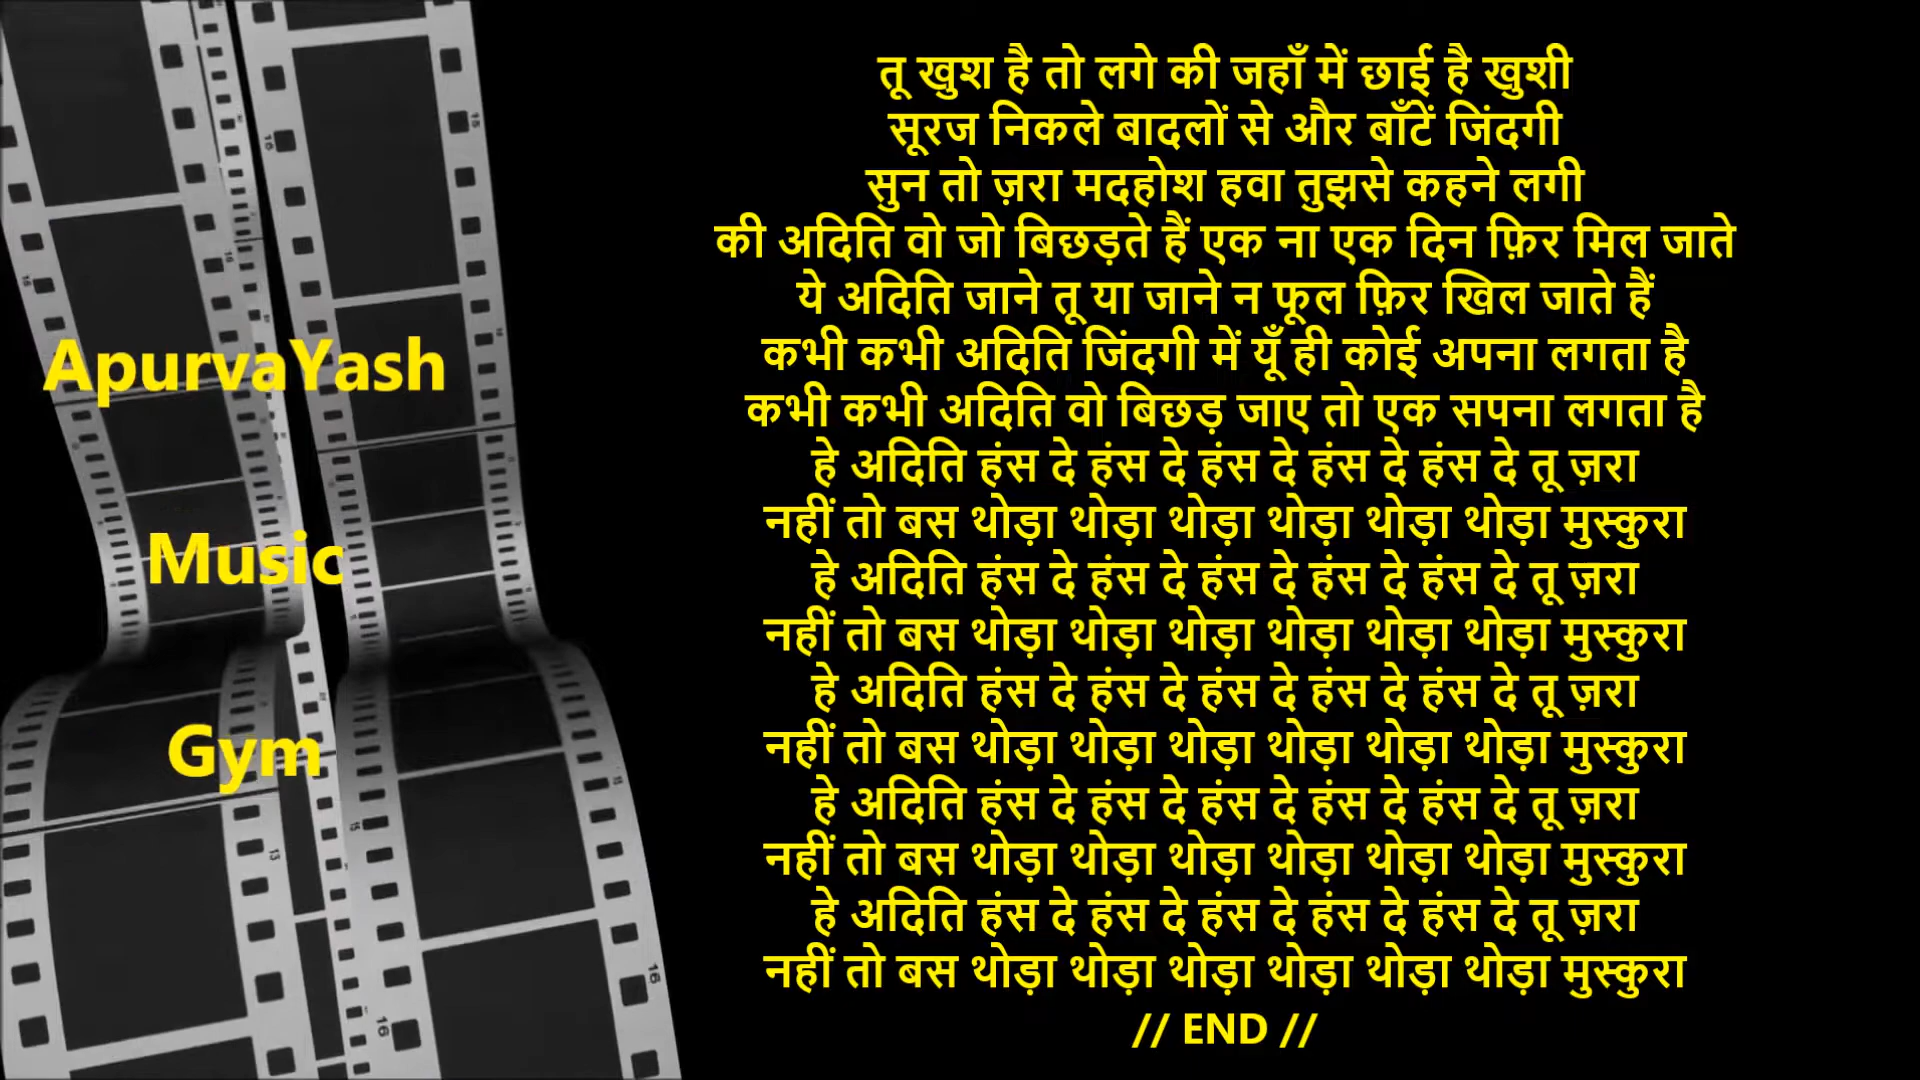 ApurvaYash
Music
Gym
तू खुश है तो लगे की जहाँ में छाई है खुशी
सूरज निकले बादलों से और बाँटें जिंदगी
सुन तो ज़रा मदहोश हवा तुझसे कहने लगी
की अदिति वो जो बिछड़ते हैं एक ना एक दिन फ़िर मिल जाते
ये अदिति जाने तू या जाने न फूल फ़िर खिल जाते हैं
कभी कभी अदिति जिंदगी में यूँ ही कोई अपना लगता है
कभी कभी अदिति वो बिछड़ जाए तो एक सपना लगता है
हे अदिति हंस दे हंस दे हंस दे हंस दे हंस दे तू ज़रा
नहीं तो बस थोड़ा थोड़ा थोड़ा थोड़ा थोड़ा थोड़ा मुस्कुरा
हे अदिति हंस दे हंस दे हंस दे हंस दे हंस दे तू ज़रा
नहीं तो बस थोड़ा थोड़ा थोड़ा थोड़ा थोड़ा थोड़ा मुस्कुरा
हे अदिति हंस दे हंस दे हंस दे हंस दे हंस दे तू ज़रा
नहीं तो बस थोड़ा थोड़ा थोड़ा थोड़ा थोड़ा थोड़ा मुस्कुरा
हे अदिति हंस दे हंस दे हंस दे हंस दे हंस दे तू ज़रा
नहीं तो बस थोड़ा थोड़ा थोड़ा थोड़ा थोड़ा थोड़ा मुस्कुरा
हे अदिति हंस दे हंस दे हंस दे हंस दे हंस दे तू ज़रा
नहीं तो बस थोड़ा थोड़ा थोड़ा थोड़ा थोड़ा थोड़ा मुस्कुरा
// END //